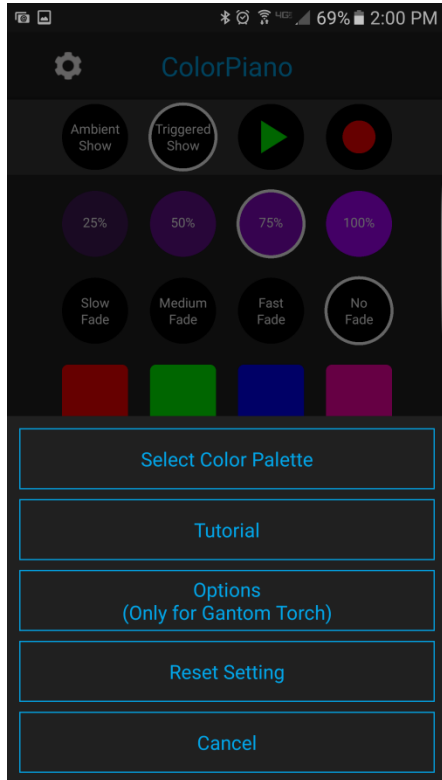 4GE 69% 2:00 PM
ColorPiano
Ambient Show
Triggered Show
25%
50%
75%
100%
Slow Fade
Medium Fade
Fast Fade
No Fade
Select Color Palette
Tutorial
Options
(Only for Gantom Torch)
Reset Setting
Cancel